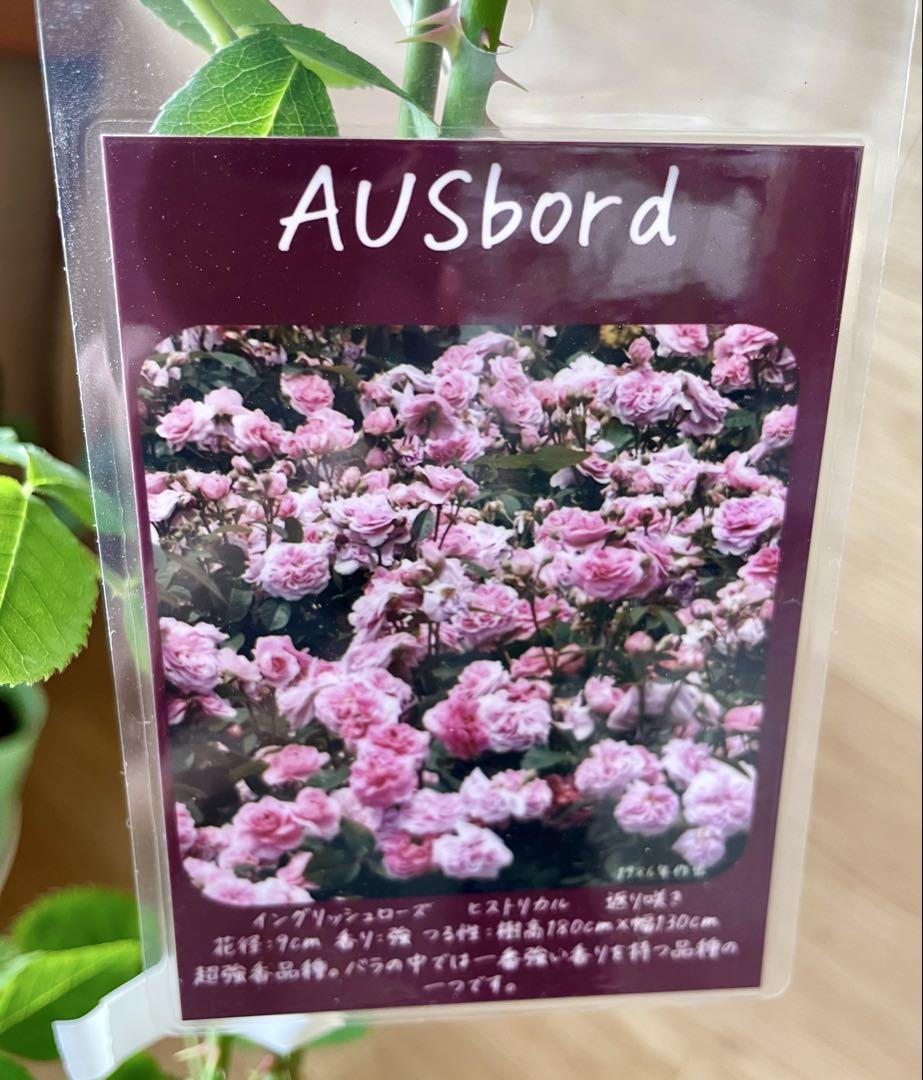 AUSbord
年作出
イングリッシュローズ ヒストリカル 返り咲き
花径:9cm 香り:強 つる性:樹高180cm×幅130cm
超強香品種。バラの中では一番強い香りを持つ品種の
一つです。